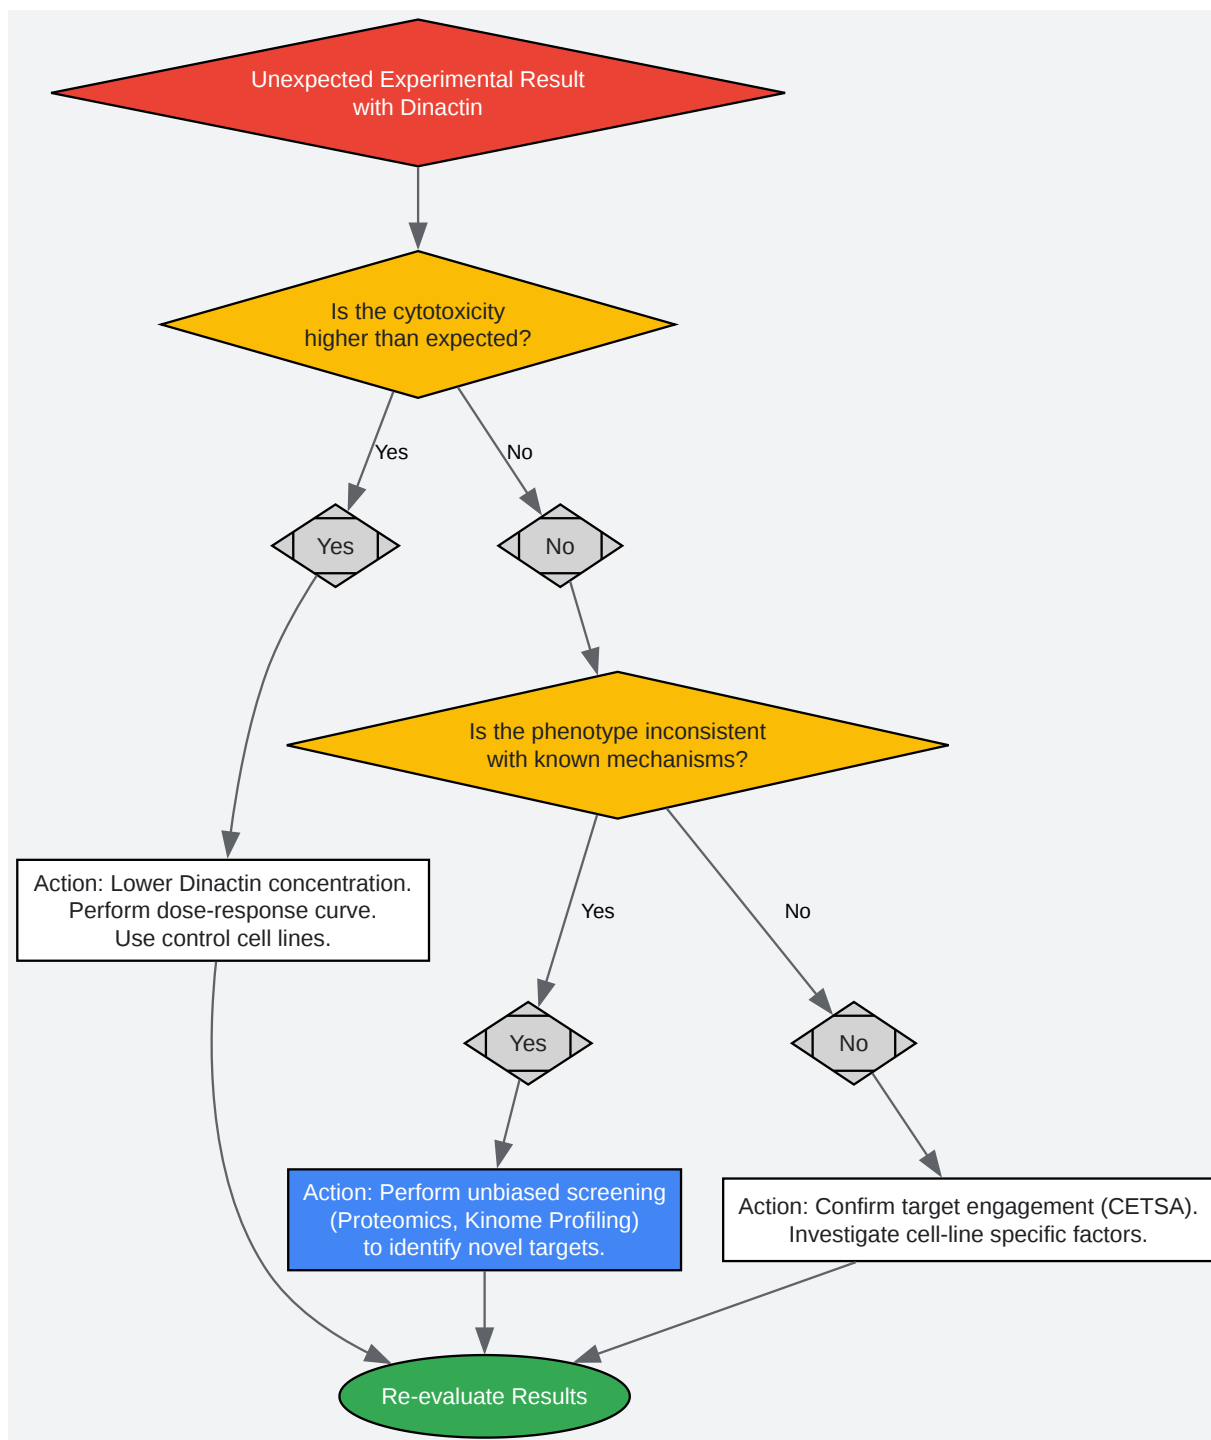 Unexpected Experimental Result
with Dinactin
Is the cytotoxicity
higher than expected?
Yes
No
Yes
No
Is the phenotype inconsistent
with known mechanisms?
Action: Lower Dinactin concentration.
Perform dose-response curve.
Use control cell lines.
Yes
No
Yes
No
Action: Perform unbiased screening
(Proteomics, Kinome Profiling)
to identify novel targets.
Action: Confirm target engagement (CETSA).
Investigate cell-line specific factors.
Re-evaluate Results